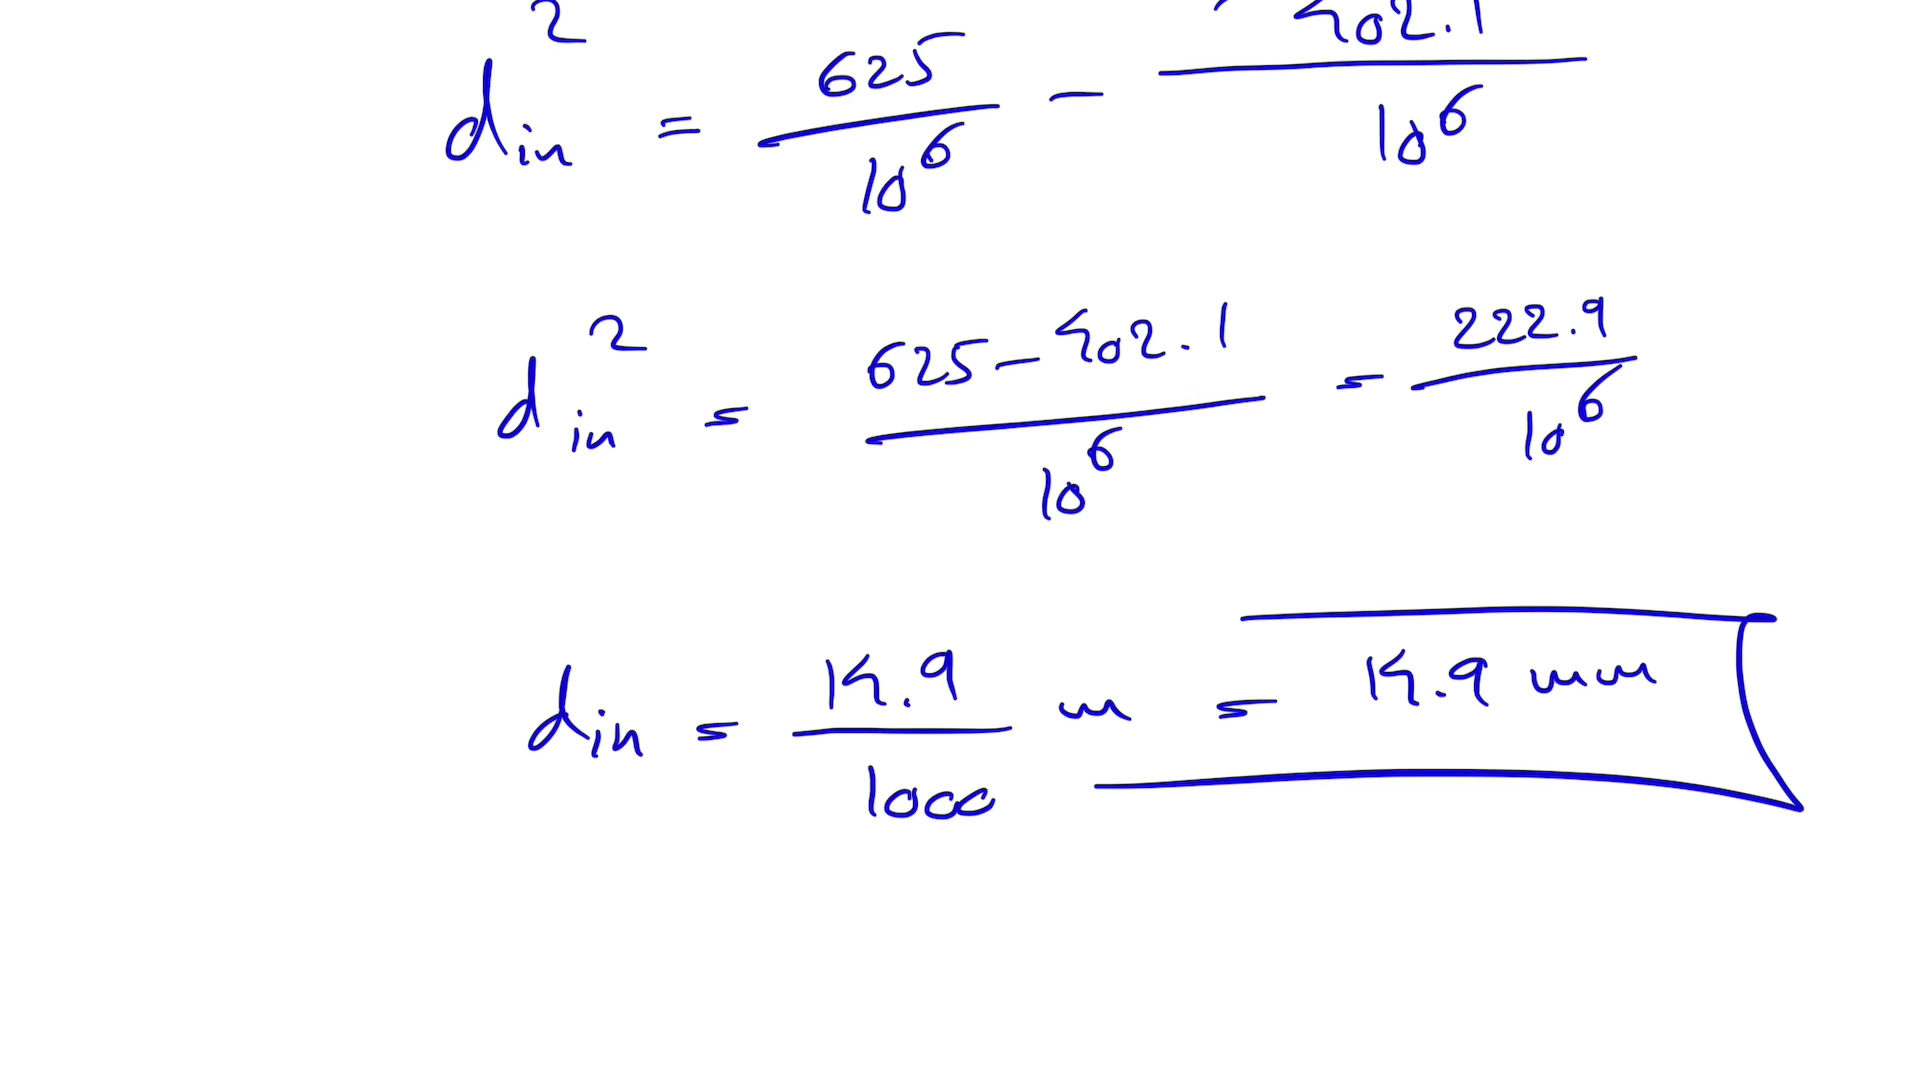 d_in^2 = 625/10^6 - 402.1/10^6
d_in^2 = (625-402.1)/10^6 = 222.9/10^6
d_in = 14.9/1000 m = 14.9 mm